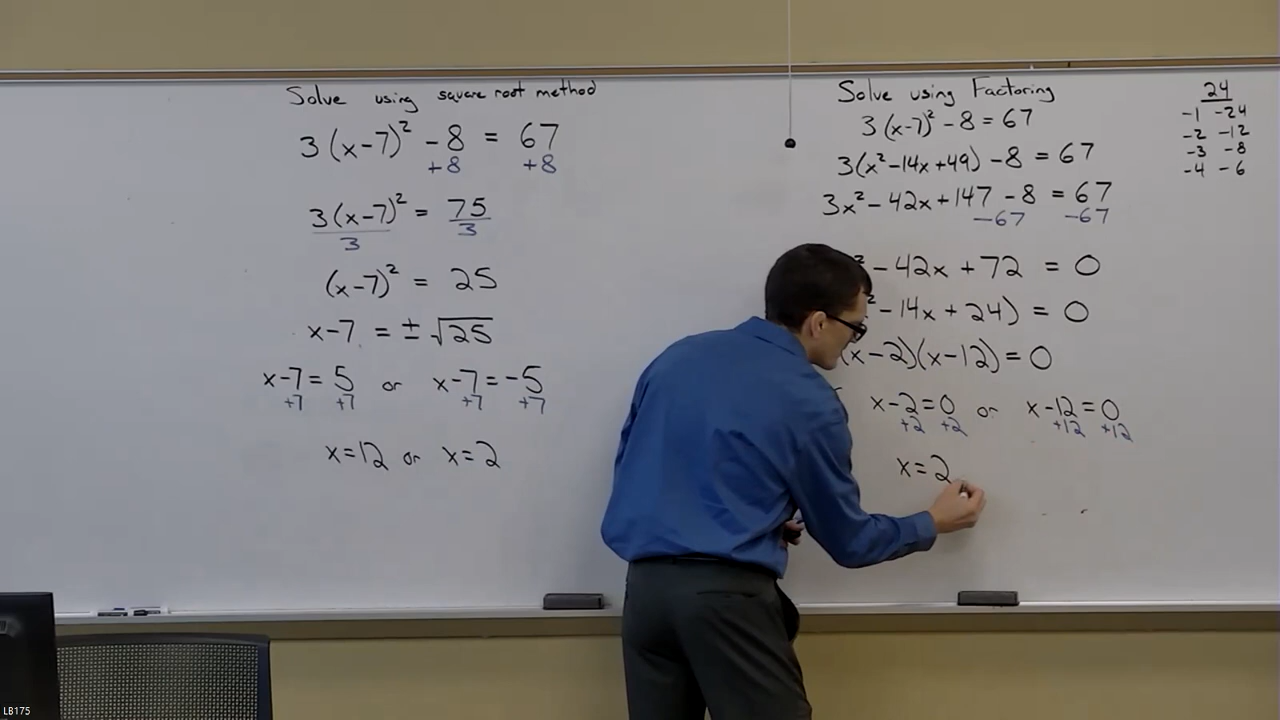 Solve using square root method
3(x-7)² - 8 = 67
+8 +8
3(x-7)² = 75
3 3
(x-7)² = 25
x-7 = ± √25
x-7 = 5 or x-7 = -5
+7 +7 +7 +7
x=12 or x=2
Solve using Factoring
3(x-7)² - 8 = 67
3(x²-14x+49) - 8 = 67
3x² - 42x + 147 - 8 = 67
-67 -67
² - 42x + 72 = 0
² - 14x + 24) = 0
(x-2)(x-12) = 0
x-2=0 or x-12=0
+2 +2 +12 +12
x=2
24
-1 -24
-2 -12
-3 -8
-4 -6
LB175